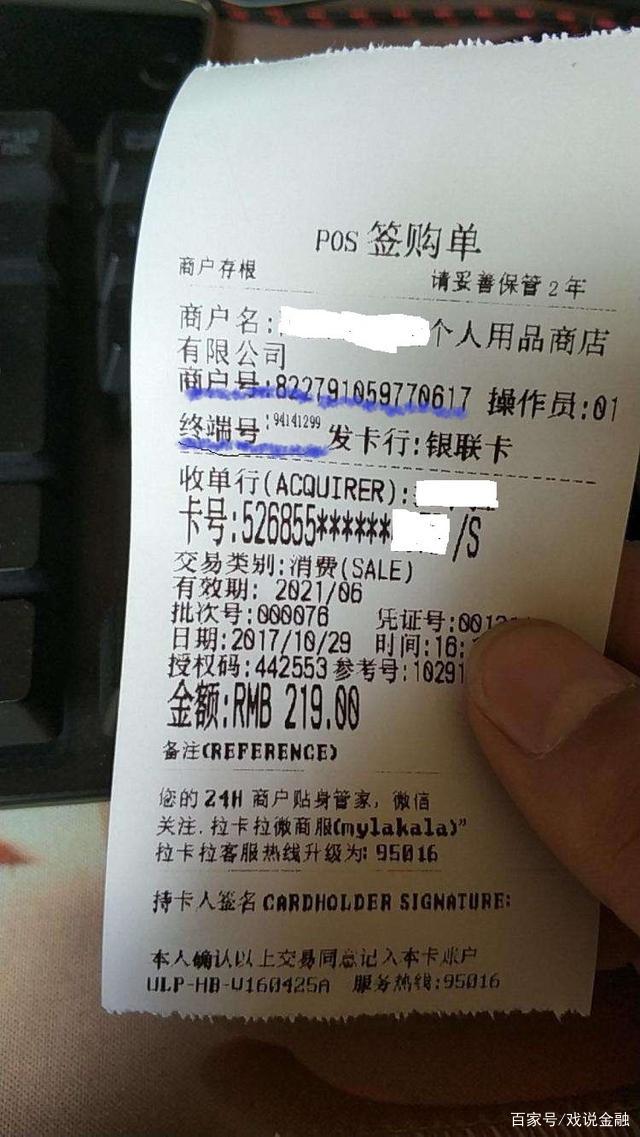 POS 签购单
商户存根 请妥善保管 2 年
商户名: 个人用品商店
有限公司
商户号:822791059770617 操作员:01
终端号:94141299 发卡行:银联卡
收单行(ACQUIRER):
卡号:526855****** /S
交易类别:消费(SALE)
有效期: 2021/06
批次号:000076 凭证号:
日期:2017/10/29 时间:16:
授权码:442553 参考号:10291
金额:RMB 219.00
备注(REFERENCE)
您的 24H 商户贴身管家, 微信
关注. 拉卡拉微商服(mylakala)"
拉卡拉客服热线升级为: 95016
持卡人签名 CARDHOLDER SIGNATURE:
本人确认以上交易同意记入本卡账户
ULP-HB-V160425A 服务热线:95016
百家号/戏说金融